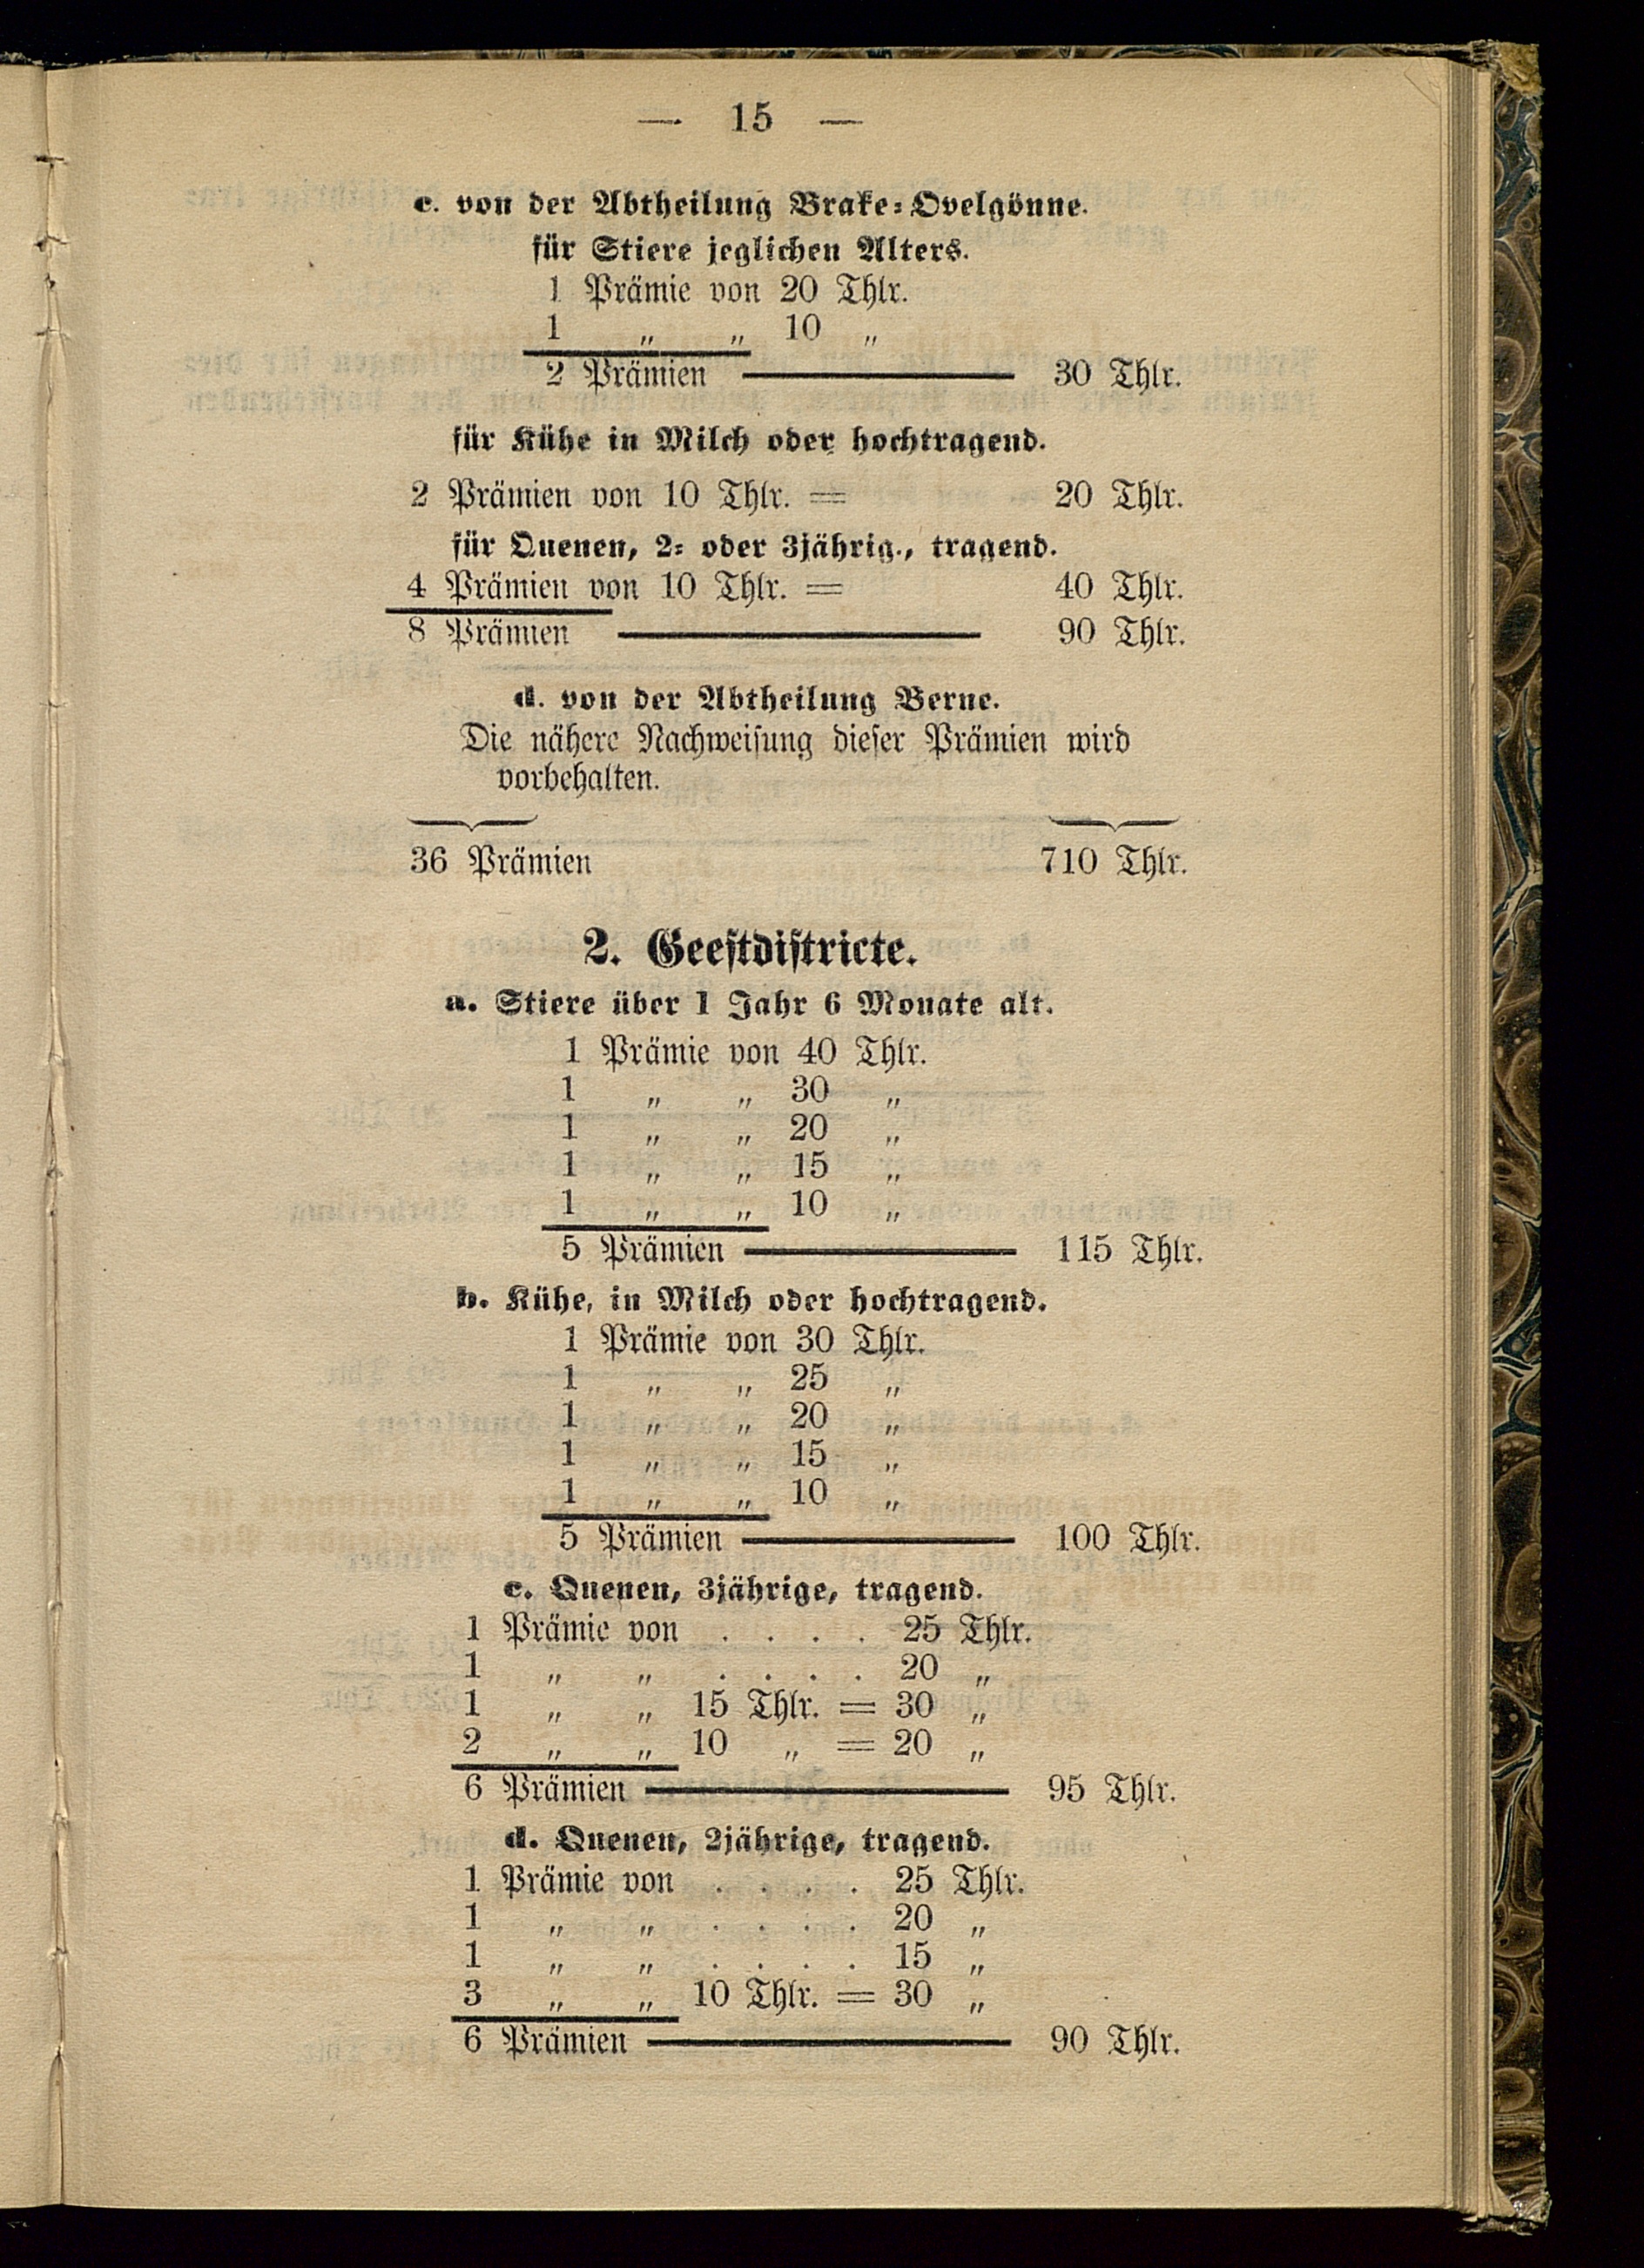 — 15 —
c. von der Abtheilung Brake-Ovelgönne.
für Stiere jeglichen Alters.
1 Prämie von 20 Thlr.
1 „ „ 10 „
2 Prämien — 30 Thlr.
für Kühe in Milch oder hochtragend.
2 Prämien von 10 Thlr. = 20 Thlr.
für Quenen, 2- oder 3jährig., tragend.
4 Prämien von 10 Thlr. = 40 Thlr.
8 Prämien — 90 Thlr.
d. von der Abtheilung Berne.
Die nähere Nachweisung dieser Prämien wird
vorbehalten.
36 Prämien 710 Thlr.
2. Geestdistricte.
a. Stiere über 1 Jahr 6 Monate alt.
1 Prämie von 40 Thlr.
1 „ „ 30 „
1 „ „ 20 „
1 „ „ 15 „
1 „ „ 10 „
5 Prämien — 115 Thlr.
b. Kühe, in Milch oder hochtragend.
1 Prämie von 30 Thlr.
1 „ „ 25 „
1 „ „ 20 „
1 „ „ 15 „
1 „ „ 10 „
5 Prämien — 100 Thlr.
c. Quenen, 3jährige, tragend.
1 Prämie von . . . . 25 Thlr.
1 „ „ . . . . 20 „
1 „ „ 15 Thlr. = 30 „
2 „ „ 10 „ = 20 „
6 Prämien — 95 Thlr.
d. Quenen, 2jährige, tragend.
1 Prämie von . . . . 25 Thlr.
1 „ „ . . . . 20 „
1 „ „ . . . . 15 „
3 „ „ 10 Thlr. = 30 „
6 Prämien — 90 Thlr.